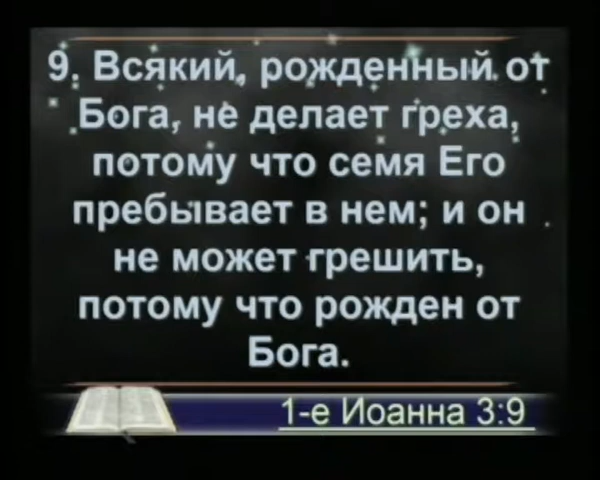 9. Всякий, рожденный от
Бога, не делает греха,
потому что семя Его
пребывает в нем; и он
не может грешить,
потому что рожден от
Бога.
1-е Иоанна 3:9